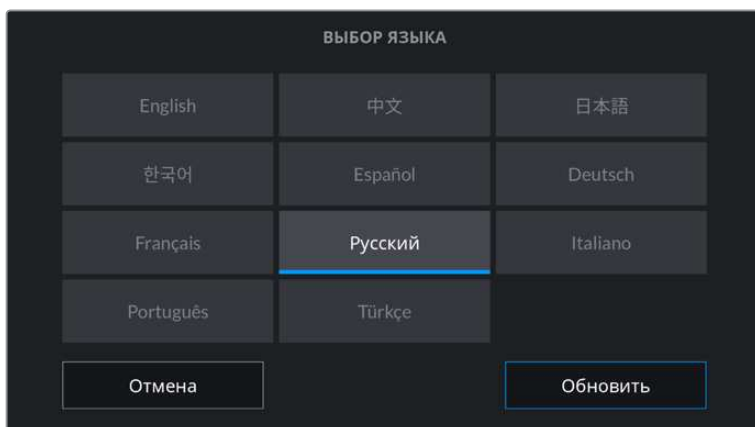 ВЫБОР ЯЗЫКА
English 中文 日本語
한국어 Español Deutsch
Français Русский Italiano
Português Türkçe
Отмена Обновить